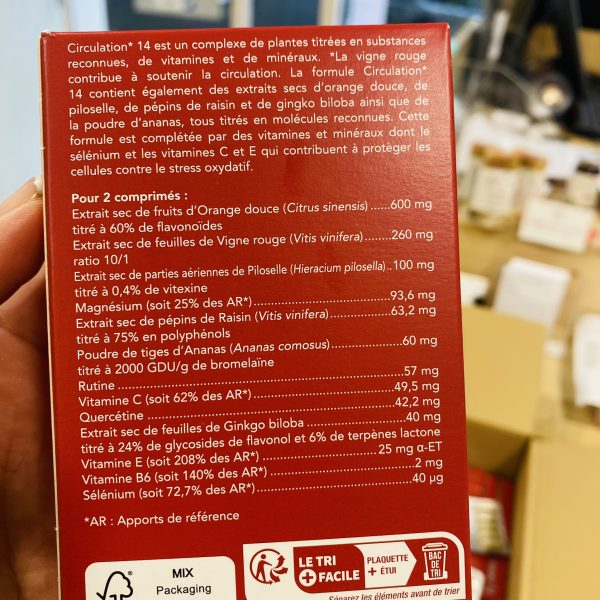 Circulation* 14 est un complexe de plantes titrées en substances
reconnues, de vitamines et de minéraux. *La vigne rouge
contribue à soutenir la circulation. La formule Circulation*
14 contient également des extraits secs d'orange douce, de
piloselle, de pépins de raisin et de gingko biloba ainsi que de
la poudre d'ananas, tous titrés en molécules reconnues. Cette
formule est complétée par des vitamines et minéraux dont le
sélénium et les vitamines C et E qui contribuent à protèger les
cellules contre le stress oxydatif.
Pour 2 comprimés :
Extrait sec de fruits d'Orange douce (Citrus sinensis)......600 mg
titré à 60% de flavonoïdes
Extrait sec de feuilles de Vigne rouge (Vitis vinifera).......260 mg
ratio 10/1
Extrait sec de parties aériennes de Piloselle (Hieracium pilosella)..100 mg
titré à 0,4% de vitexine
Magnésium (soit 25% des AR*)...................................93,6 mg
Extrait sec de pépins de Raisin (Vitis vinifera)................63,2 mg
titré à 75% en polyphénols
Poudre de tiges d'Ananas (Ananas comosus)......................60 mg
titré à 2000 GDU/g de bromelaïne
Rutine..................................................................57 mg
Vitamine C (soit 62% des AR*)...................................49,5 mg
Quercétine...........................................................42,2 mg
Extrait sec de feuilles de Ginkgo biloba...........................40 mg
titré à 24% de glycosides de flavonol et 6% de terpènes lactone
Vitamine E (soit 208% des AR*)...........................25 mg α-ET
Vitamine B6 (soit 140% des AR*)...................................2 mg
Sélénium (soit 72,7% des AR*)......................................40 µg
*AR : Apports de référence
MIX
Packaging
LE TRI
+ FACILE
PLAQUETTE
+ ÉTUI
BAC
DE TRI
Séparez les éléments avant de trier